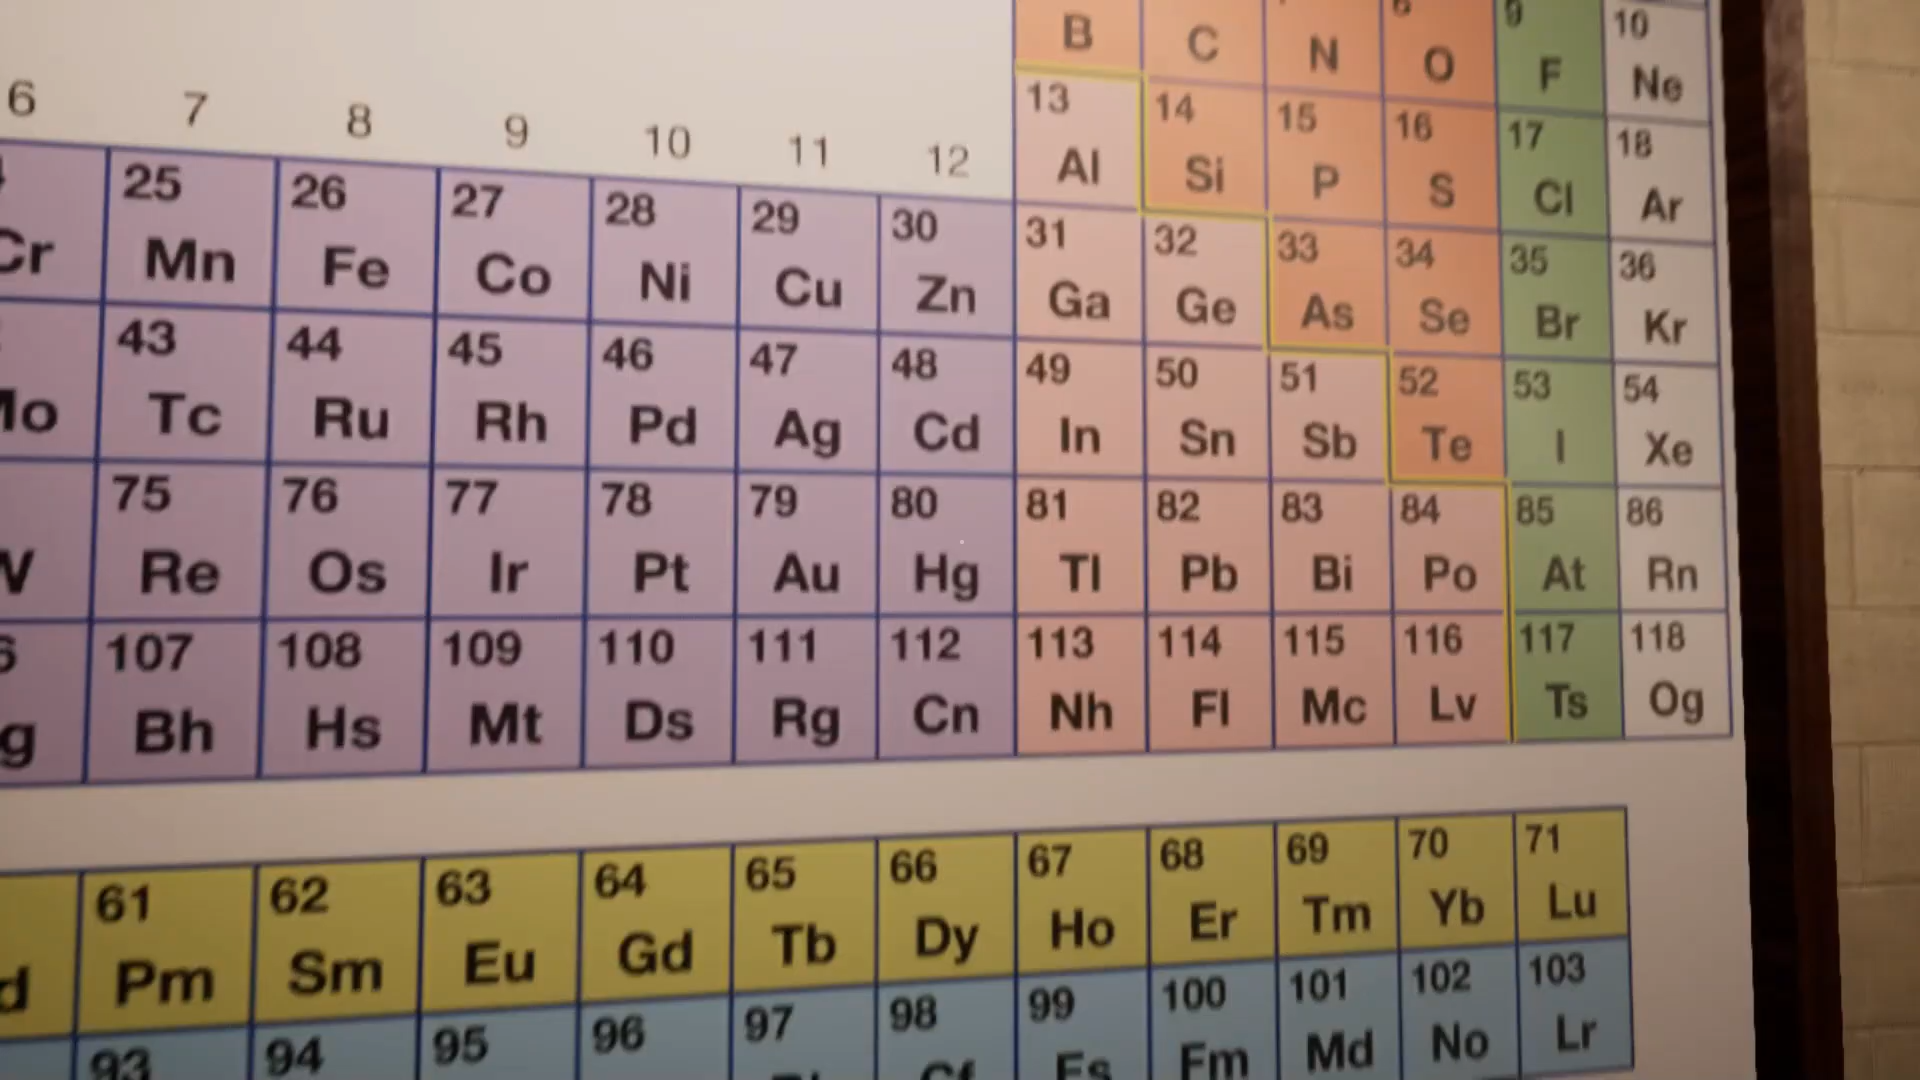 B C N O 9 F 10 Ne
6 7 8 9 10 11 12
13 14 15 16 17 18
Al Si P S Cl Ar
25 26 27 28 29 30 31 32 33 34 35 36
Cr Mn Fe Co Ni Cu Zn Ga Ge As Se Br Kr
43 44 45 46 47 48 49 50 51 52 53 54
Mo Tc Ru Rh Pd Ag Cd In Sn Sb Te I Xe
75 76 77 78 79 80 81 82 83 84 85 86
W Re Os Ir Pt Au Hg Tl Pb Bi Po At Rn
107 108 109 110 111 112 113 114 115 116 117 118
Bh Hs Mt Ds Rg Cn Nh Fl Mc Lv Ts Og
61 62 63 64 65 66 67 68 69 70 71
Pm Sm Eu Gd Tb Dy Ho Er Tm Yb Lu
93 94 95 96 97 98 99 100 101 102 103
Cf Es Fm Md No Lr